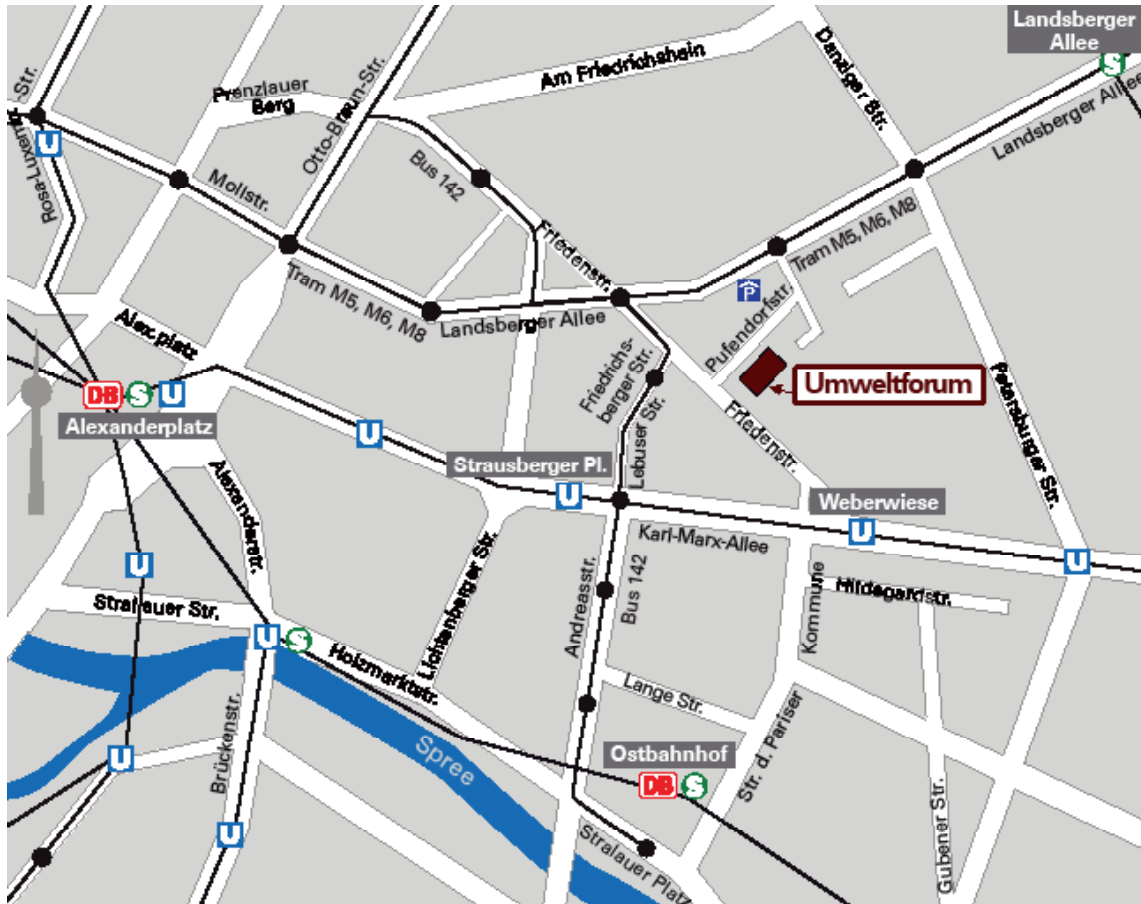 Landsberger
Allee
S
Danziger Str.
Am Friedrichshain
Prenzlauer
Berg
Otto-Braun-Str.
Str.
U
Rosa-Luxem
Mollstr.
Bus 142
Landsberger Allee
Friedenstr.
Tram M5, M6, M8
Tram M5, M6, M8
P
Landsberger Allee
Pufendorfstr.
Alex.platz
Friedrichs-
berger Str.
Umweltforum
DB S U
Alexanderplatz
Petersburger Str.
U
Friedenstr.
Lebuser Str.
Strausberger Pl.
U
Weberwiese
U
Alexanderstr.
Karl-Marx-Allee
U
U
Lichtenberger Str.
Andreasstr.
Bus 142
Kommune
Hildegardstr.
Stralauer Str.
U S
Holzmarktstr.
Lange Str.
Brückenstr.
Spree
Ostbahnhof
DB S
Str. d. Pariser
U
Gubener Str.
U
Stralauer Platz